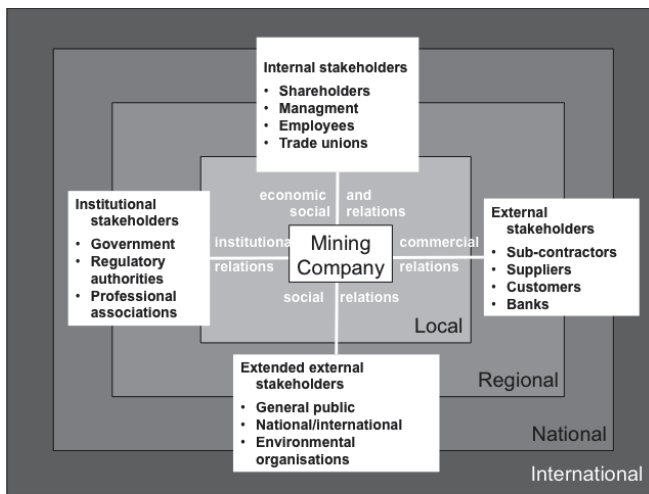 Internal stakeholders
• Shareholders
• Managment
• Employees
• Trade unions
economic and
social relations
Institutional
stakeholders
• Government
• Regulatory
authorities
• Professional
associations
institutional
relations
Mining
Company
commercial
relations
External
stakeholders
• Sub-contractors
• Suppliers
• Customers
• Banks
social relations
Local
Extended external
stakeholders
• General public
• National/international
• Environmental
organisations
Regional
National
International